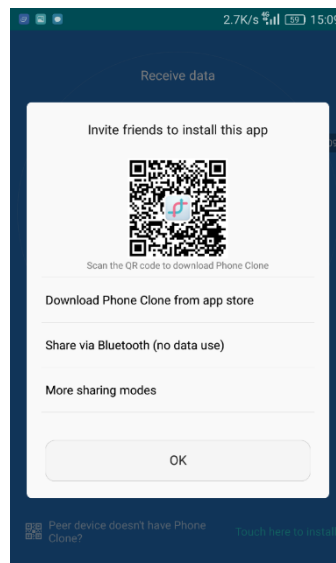 2.7K/s 4G 59 15:09
Receive data
Invite friends to install this app
Scan the QR code to download Phone Clone
Download Phone Clone from app store
Share via Bluetooth (no data use)
More sharing modes
OK
Peer device doesn't have Phone
Clone?
Touch here to install